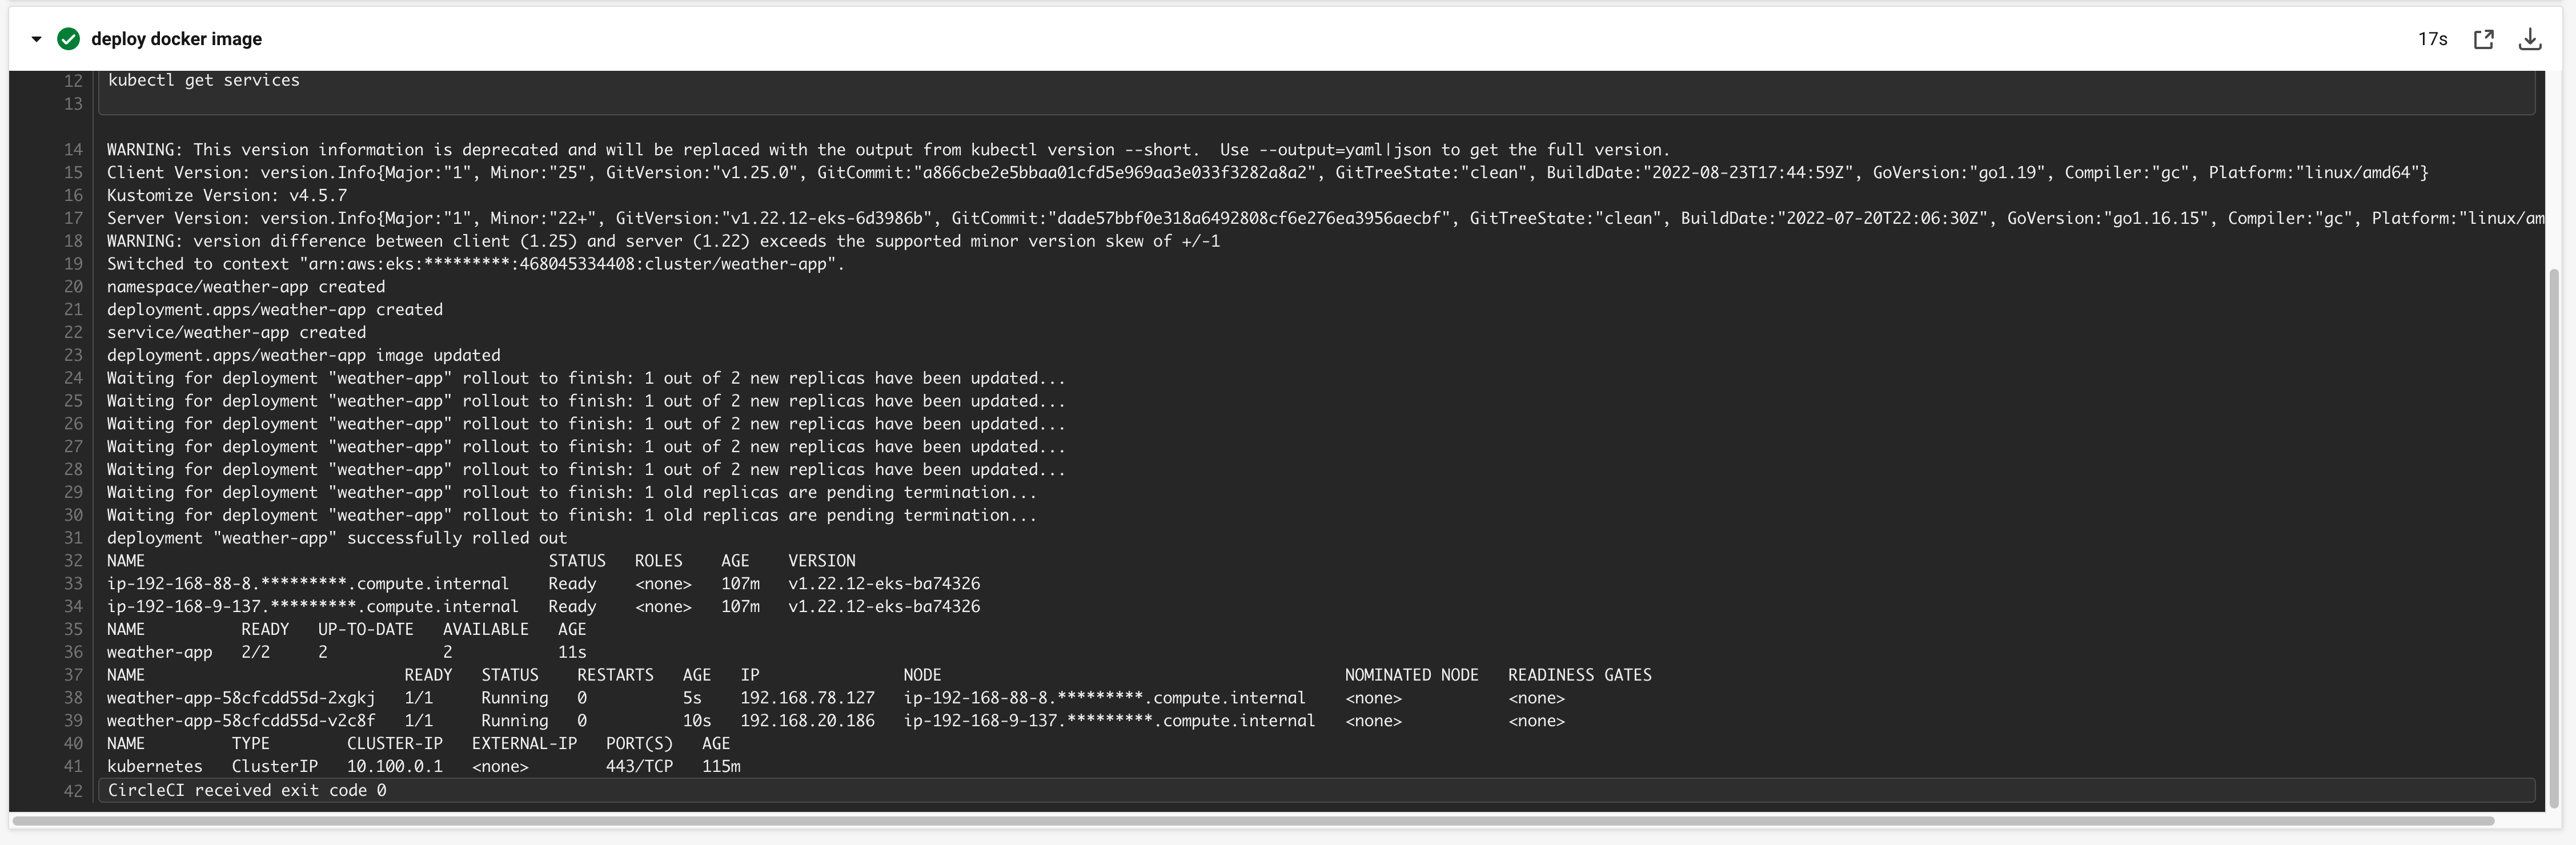 deploy docker image 17s
12 kubectl get services
13
14 WARNING: This version information is deprecated and will be replaced with the output from kubectl version --short.  Use --output=yaml|json to get the full version.
15 Client Version: version.Info{Major:"1", Minor:"25", GitVersion:"v1.25.0", GitCommit:"a866cbe2e5bbaa01cfd5e969aa3e033f3282a8a2", GitTreeState:"clean", BuildDate:"2022-08-23T17:44:59Z", GoVersion:"go1.19", Compiler:"gc", Platform:"linux/amd64"}
16 Kustomize Version: v4.5.7
17 Server Version: version.Info{Major:"1", Minor:"22+", GitVersion:"v1.22.12-eks-6d3986b", GitCommit:"dade57bbf0e318a6492808cf6e276ea3956aecbf", GitTreeState:"clean", BuildDate:"2022-07-20T22:06:30Z", GoVersion:"go1.16.15", Compiler:"gc", Platform:"linux/am
18 WARNING: version difference between client (1.25) and server (1.22) exceeds the supported minor version skew of +/-1
19 Switched to context "arn:aws:eks:*********:468045334408:cluster/weather-app".
20 namespace/weather-app created
21 deployment.apps/weather-app created
22 service/weather-app created
23 deployment.apps/weather-app image updated
24 Waiting for deployment "weather-app" rollout to finish: 1 out of 2 new replicas have been updated...
25 Waiting for deployment "weather-app" rollout to finish: 1 out of 2 new replicas have been updated...
26 Waiting for deployment "weather-app" rollout to finish: 1 out of 2 new replicas have been updated...
27 Waiting for deployment "weather-app" rollout to finish: 1 out of 2 new replicas have been updated...
28 Waiting for deployment "weather-app" rollout to finish: 1 out of 2 new replicas have been updated...
29 Waiting for deployment "weather-app" rollout to finish: 1 old replicas are pending termination...
30 Waiting for deployment "weather-app" rollout to finish: 1 old replicas are pending termination...
31 deployment "weather-app" successfully rolled out
32 NAME STATUS ROLES AGE VERSION
33 ip-192-168-88-8.*********.compute.internal Ready <none> 107m v1.22.12-eks-ba74326
34 ip-192-168-9-137.*********.compute.internal Ready <none> 107m v1.22.12-eks-ba74326
35 NAME READY UP-TO-DATE AVAILABLE AGE
36 weather-app 2/2 2 2 11s
37 NAME READY STATUS RESTARTS AGE IP NODE NOMINATED NODE READINESS GATES
38 weather-app-58cfcdd55d-2xgkj 1/1 Running 0 5s 192.168.78.127 ip-192-168-88-8.*********.compute.internal <none> <none>
39 weather-app-58cfcdd55d-v2c8f 1/1 Running 0 10s 192.168.20.186 ip-192-168-9-137.*********.compute.internal <none> <none>
40 NAME TYPE CLUSTER-IP EXTERNAL-IP PORT(S) AGE
41 kubernetes ClusterIP 10.100.0.1 <none> 443/TCP 115m
42 CircleCI received exit code 0